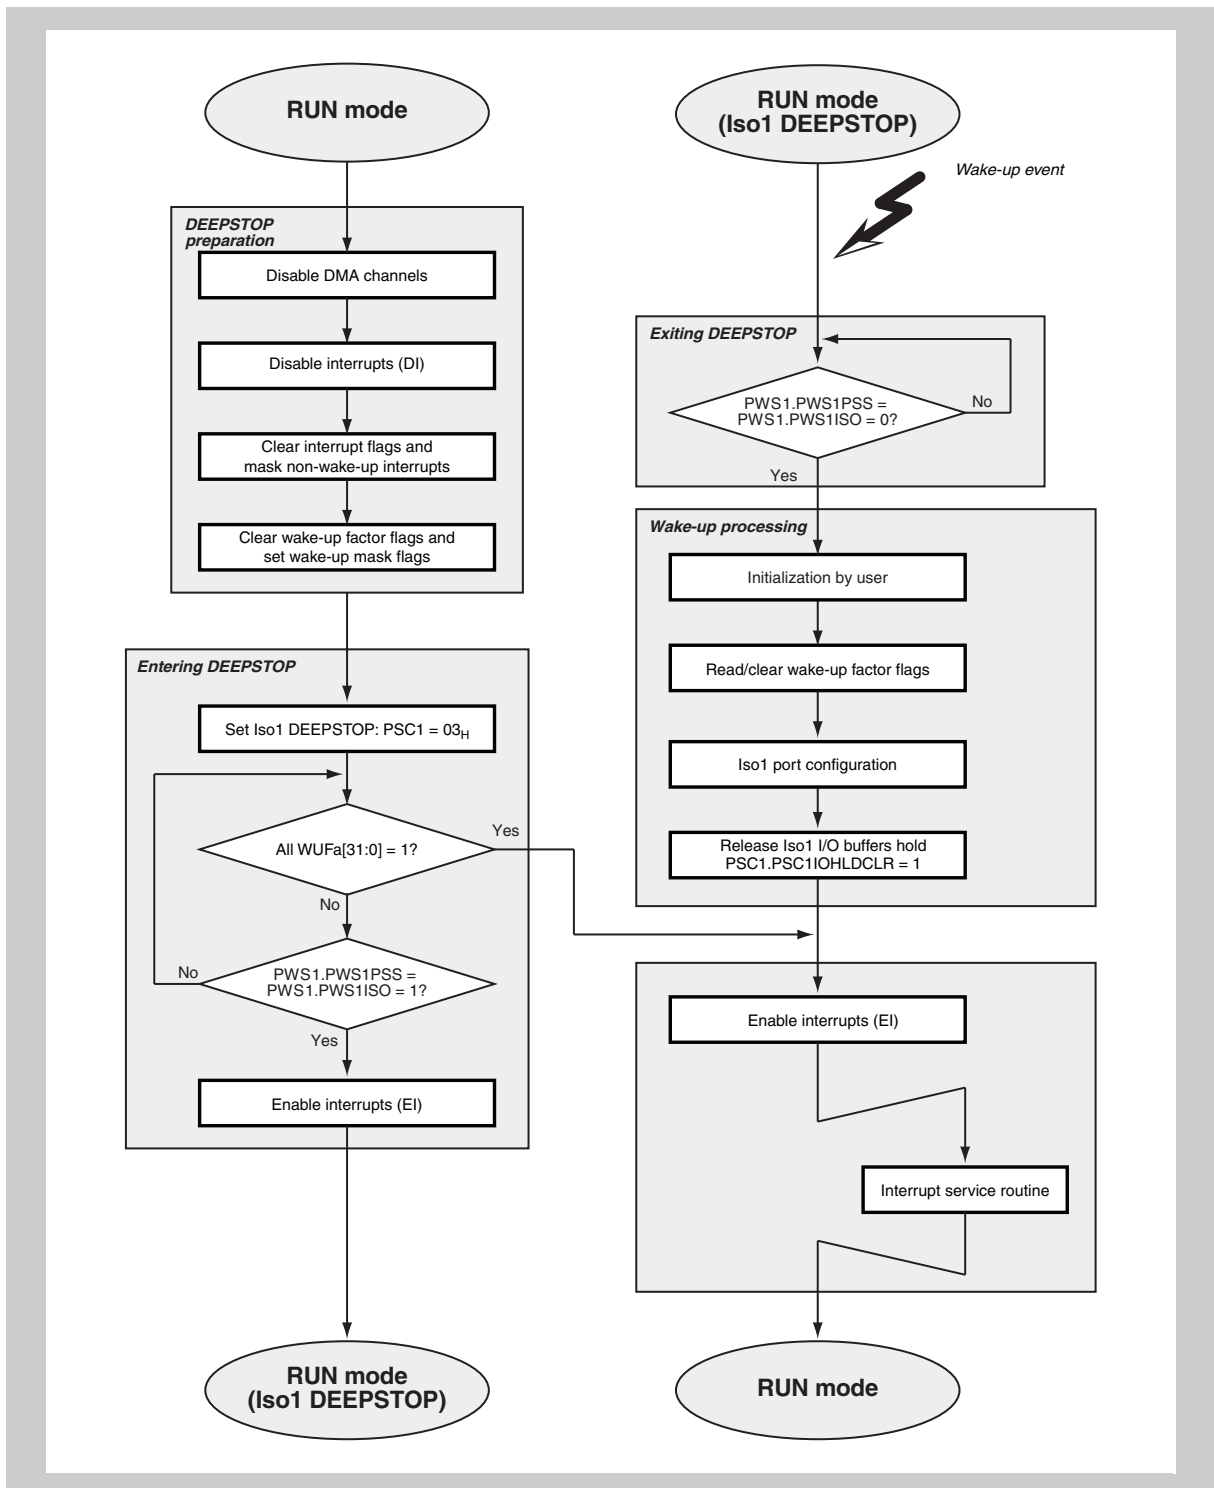 RUN mode
DEEPSTOP
preparation
Disable DMA channels
Disable interrupts (DI)
Clear interrupt flags and
mask non-wake-up interrupts
Clear wake-up factor flags and
set wake-up mask flags
Entering DEEPSTOP
Set Iso1 DEEPSTOP: PSC1 = 03H
All WUFa[31:0] = 1?
Yes
No
PWS1.PWS1PSS =
PWS1.PWS1ISO = 1?
No
Yes
Enable interrupts (EI)
RUN mode
(Iso1 DEEPSTOP)
RUN mode
(Iso1 DEEPSTOP)
Wake-up event
Exiting DEEPSTOP
PWS1.PWS1PSS =
PWS1.PWS1ISO = 0?
No
Yes
Wake-up processing
Initialization by user
Read/clear wake-up factor flags
Iso1 port configuration
Release Iso1 I/O buffers hold
PSC1.PSC1IOHLDCLR = 1
Enable interrupts (EI)
Interrupt service routine
RUN mode